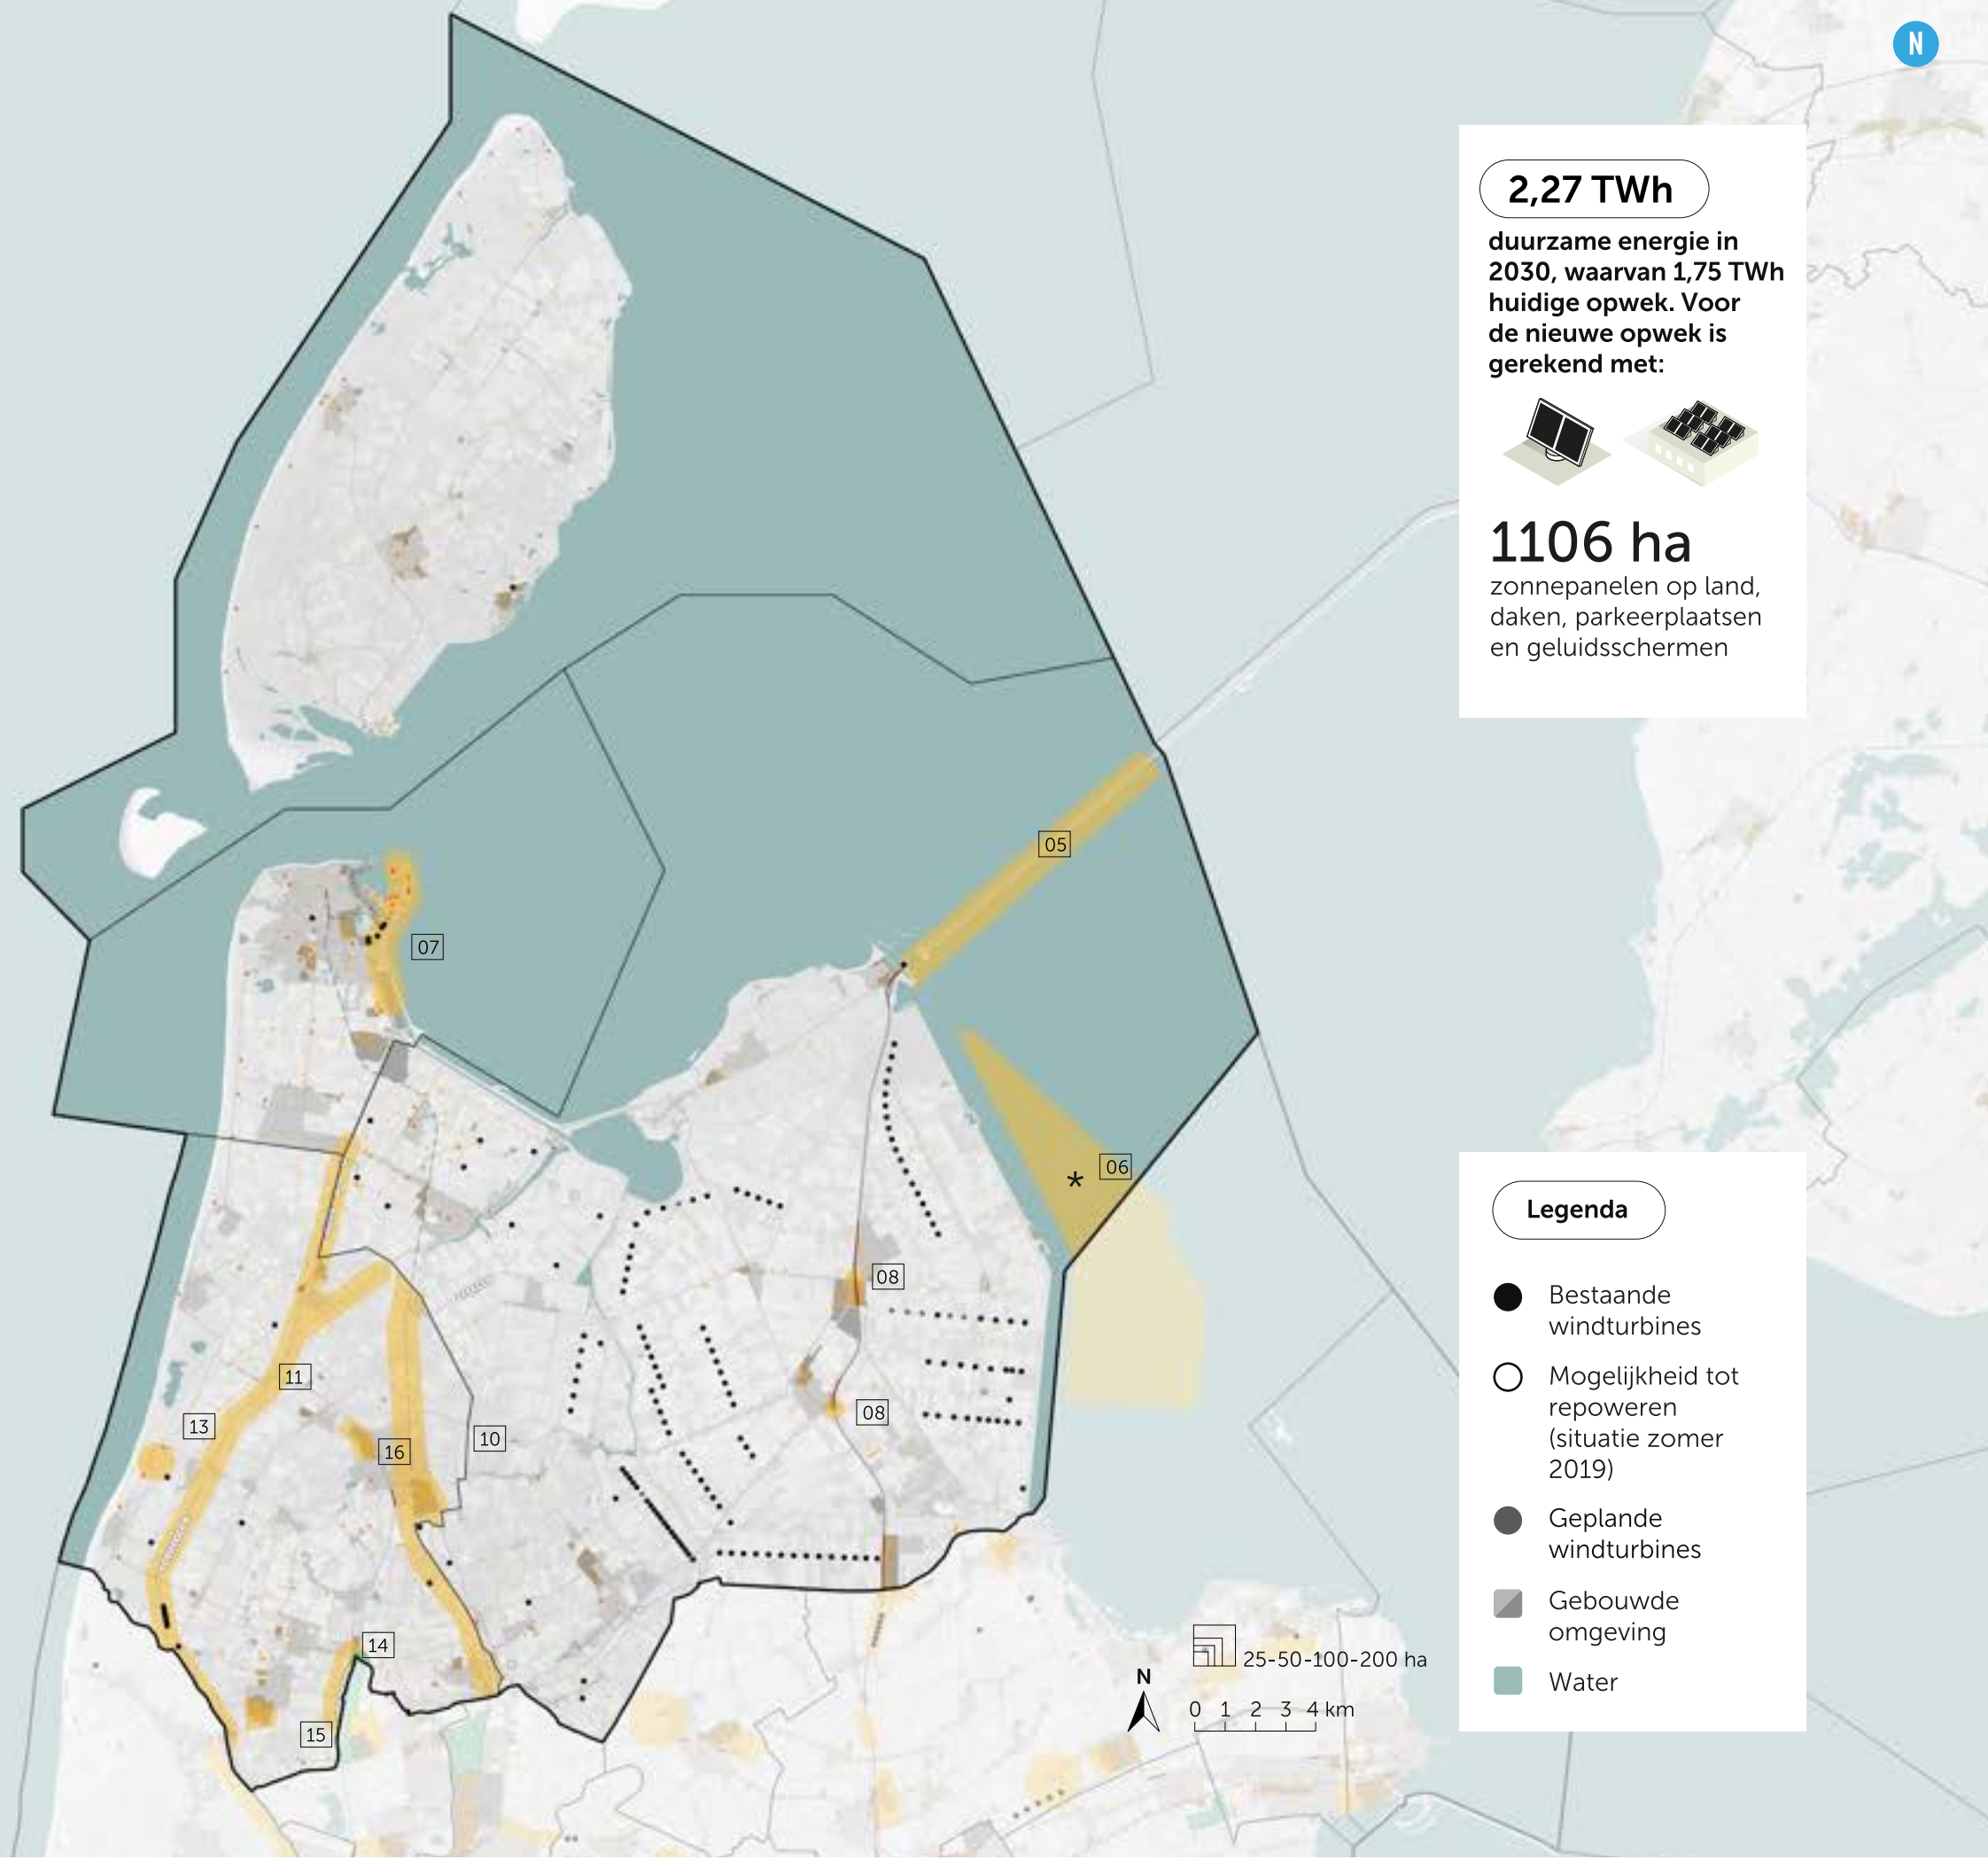 N
2,27 TWh
duurzame energie in
2030, waarvan 1,75 TWh
huidige opwek. Voor
de nieuwe opwek is
gerekend met:
1106 ha
zonnepanelen op land,
daken, parkeerplaatsen
en geluidsschermen
05
07
06
*
08
11
08
13
10
16
14
15
Legenda
Bestaande
windturbines
Mogelijkheid tot
repoweren
(situatie zomer
2019)
Geplande
windturbines
Gebouwde
omgeving
Water
25-50-100-200 ha
N
0 1 2 3 4 km